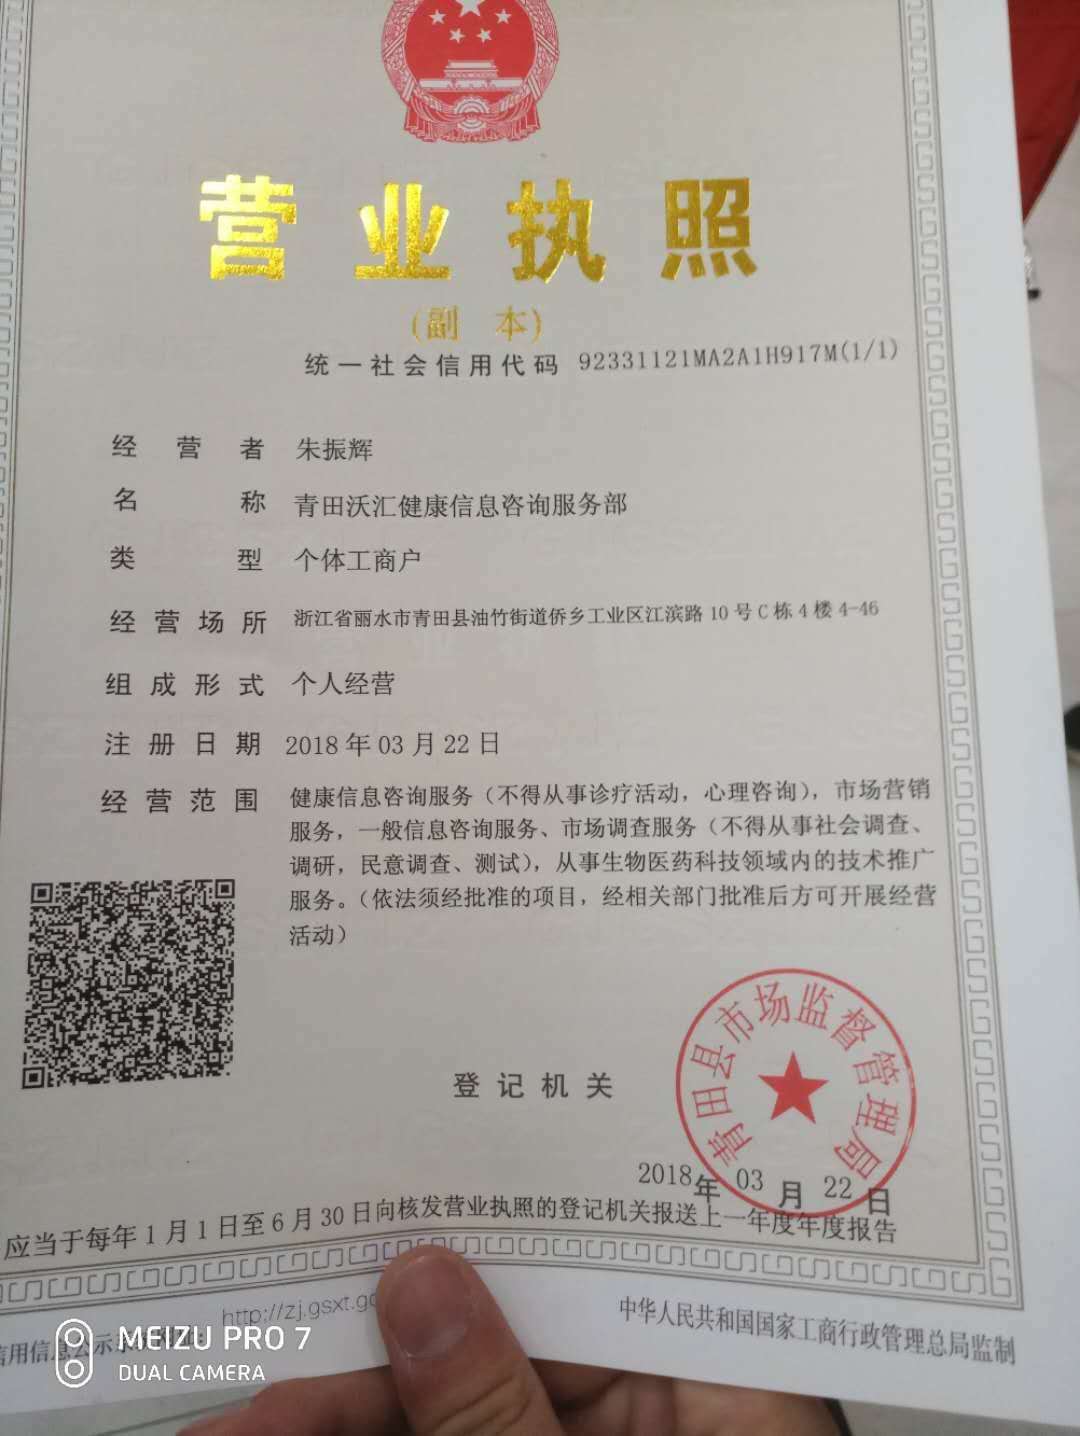 营业执照
(副 本)
统一社会信用代码 92331121MA2A1H917M(1/1)
经营者 朱振辉
名称 青田沃汇健康信息咨询服务部
类型 个体工商户
经营场所 浙江省丽水市青田县油竹街道侨乡工业区江滨路10号C栋4楼4-46
组成形式 个人经营
注册日期 2018年03月22日
经营范围 健康信息咨询服务（不得从事诊疗活动，心理咨询），市场营销
服务，一般信息咨询服务、市场调查服务（不得从事社会调查、
调研，民意调查、测试），从事生物医药科技领域内的技术推广
服务。（依法须经批准的项目，经相关部门批准后方可开展经营
活动）
登记机关
青田县市场监督管理局
2018年03月22日
应当于每年1月1日至6月30日向核发营业执照的登记机关报送上一年度年度报告
http://zj.gsxt.go
信用信息公示系统
中华人民共和国国家工商行政管理总局监制
MEIZU PRO 7
DUAL CAMERA